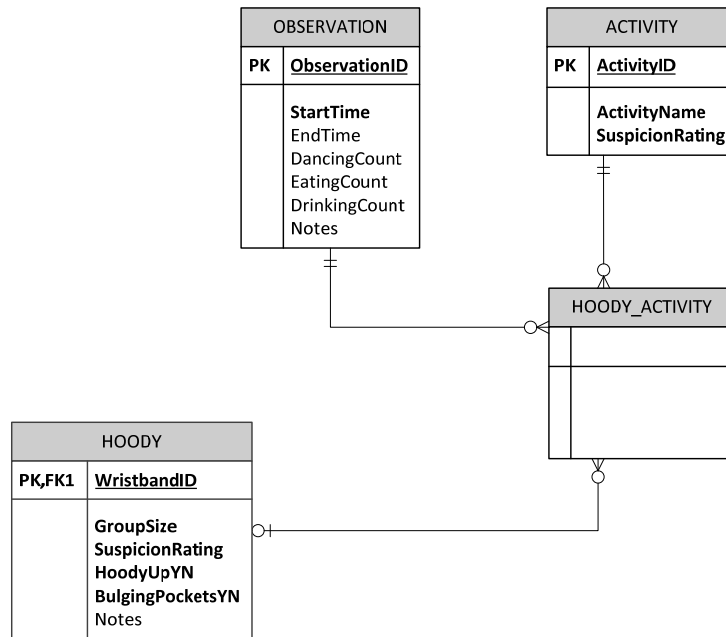 OBSERVATION
PK ObservationID
StartTime
EndTime
DancingCount
EatingCount
DrinkingCount
Notes
ACTIVITY
PK ActivityID
ActivityName
SuspicionRating
HOODY_ACTIVITY
HOODY
PK,FK1 WristbandID
GroupSize
SuspicionRating
HoodyUpYN
BulgingPocketsYN
Notes